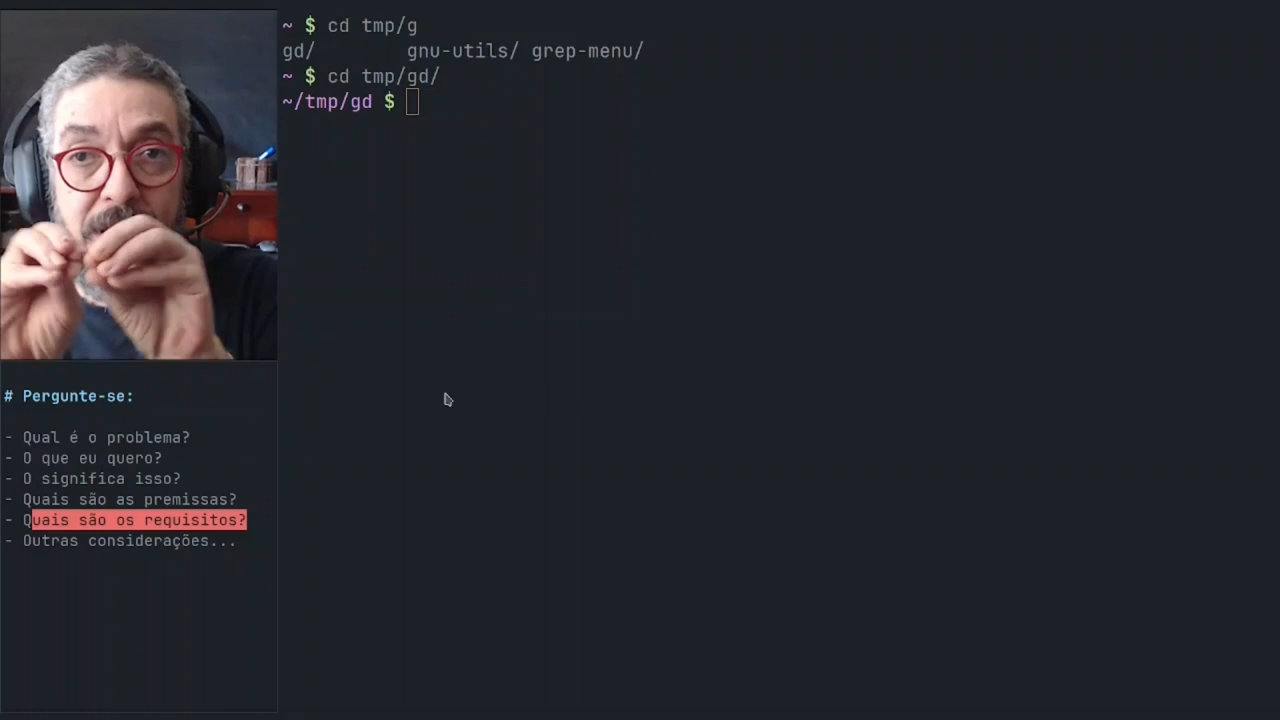 ~ $ cd tmp/g
gd/ gnu-utils/ grep-menu/
~ $ cd tmp/gd/
~/tmp/gd $
# Pergunte-se:
- Qual é o problema?
- O que eu quero?
- O significa isso?
- Quais são as premissas?
- Quais são os requisitos?
- Outras considerações...